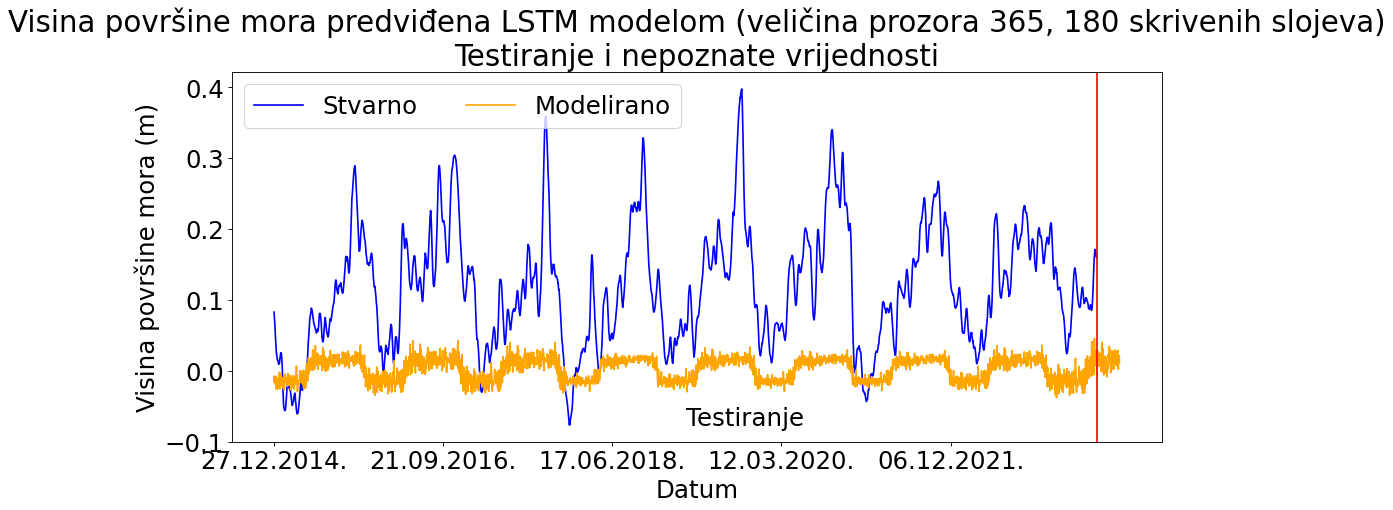 Visina površine mora predviđena LSTM modelom (veličina prozora 365, 180 skrivenih slojeva)
Testiranje i nepoznate vrijednosti
Stvarno Modelirano
Visina površine mora (m)
0.4
0.3
0.2
0.1
0.0
−0.1
Testiranje
27.12.2014. 21.09.2016. 17.06.2018. 12.03.2020. 06.12.2021.
Datum